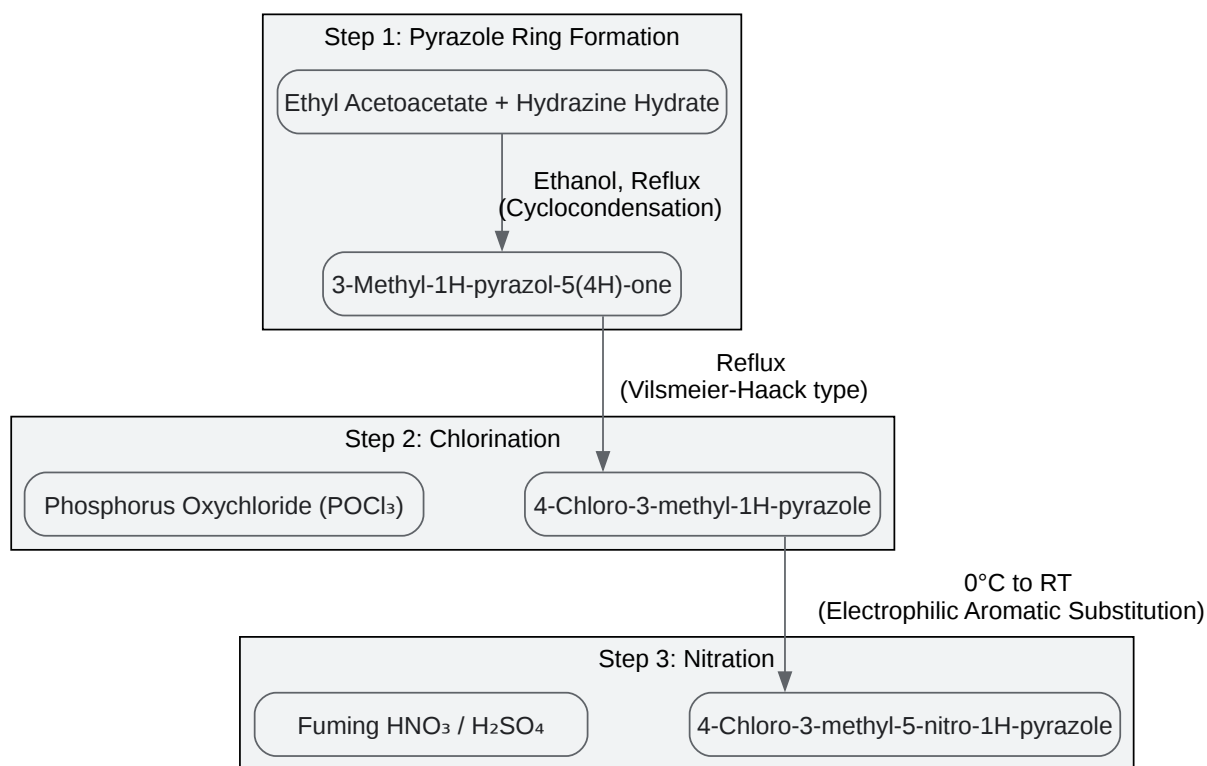 Step 1: Pyrazole Ring Formation
Ethyl Acetoacetate + Hydrazine Hydrate
Ethanol, Reflux
(Cyclocondensation)
3-Methyl-1H-pyrazol-5(4H)-one
Reflux
(Vilsmeier-Haack type)
Step 2: Chlorination
Phosphorus Oxychloride (POCl₃)
4-Chloro-3-methyl-1H-pyrazole
0°C to RT
(Electrophilic Aromatic Substitution)
Step 3: Nitration
Fuming HNO₃ / H₂SO₄
4-Chloro-3-methyl-5-nitro-1H-pyrazole